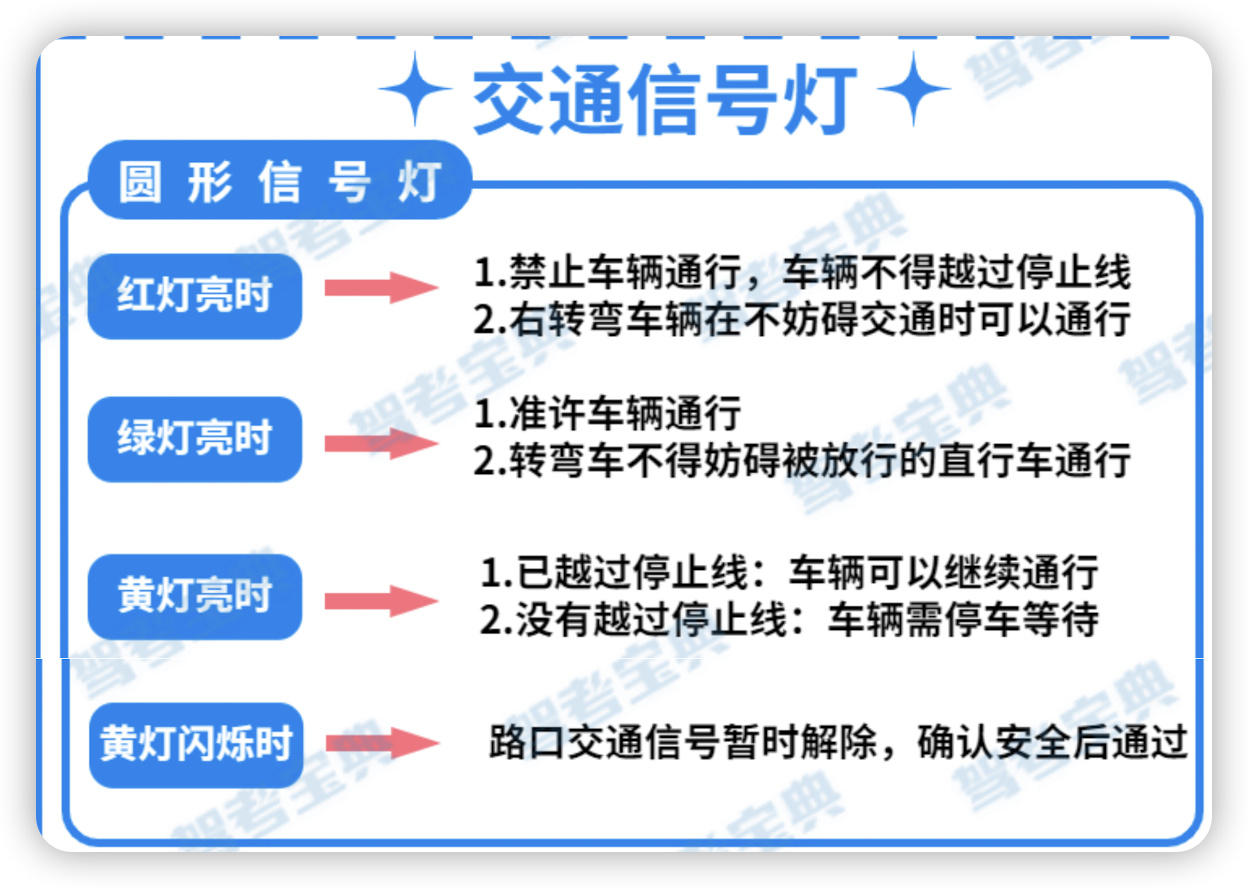 交通信号灯
圆形信号灯
红灯亮时
1.禁止车辆通行，车辆不得越过停止线
2.右转弯车辆在不妨碍交通时可以通行
绿灯亮时
1.准许车辆通行
2.转弯车不得妨碍被放行的直行车通行
黄灯亮时
1.已越过停止线：车辆可以继续通行
2.没有越过停止线：车辆需停车等待
黄灯闪烁时
路口交通信号暂时解除，确认安全后通过
驾考宝典